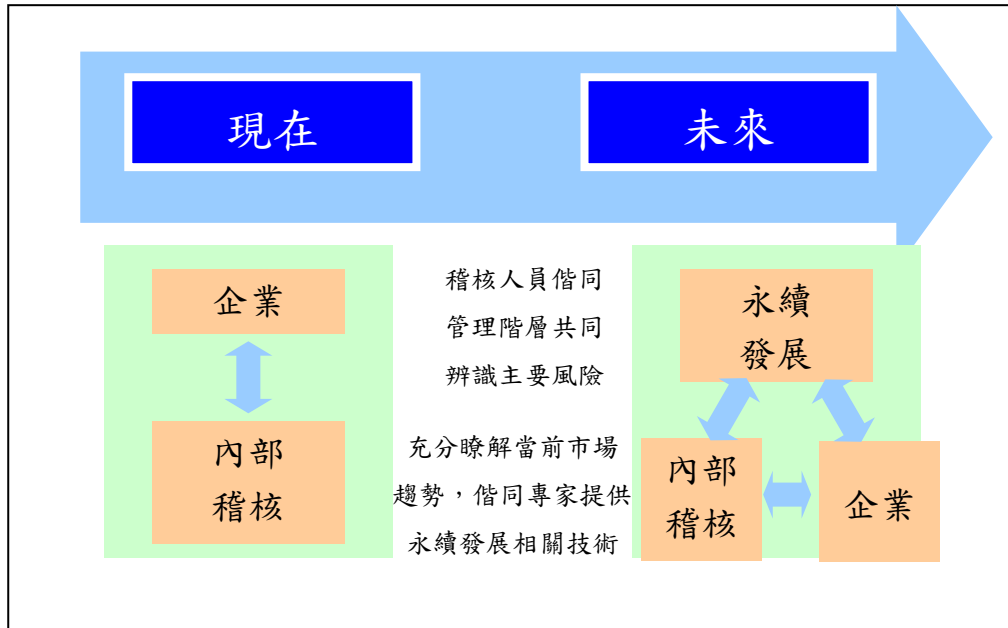 現在
未來
企業
內部
稽核
稽核人員偕同
管理階層共同
辨識主要風險
充分瞭解當前市場
趨勢，偕同專家提供
永續發展相關技術
永續
發展
內部
稽核
企業